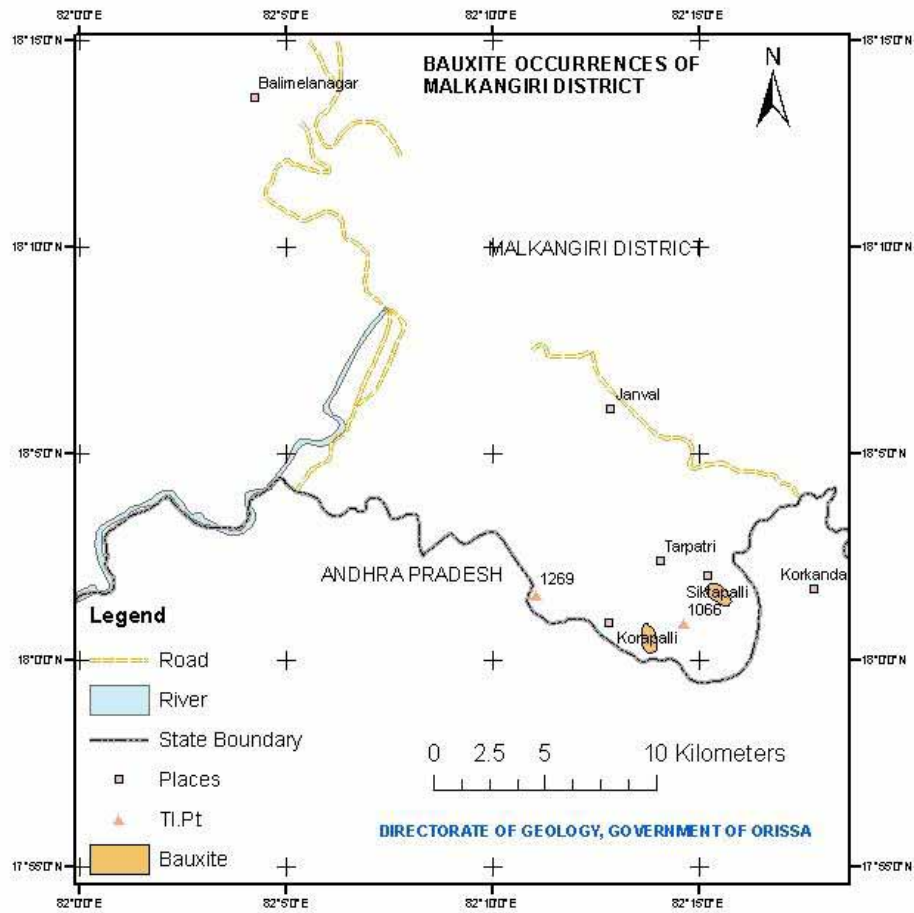 82°0'0"E 82°5'0"E 82°10'0"E 82°15'0"E
18°15'0"N 18°15'0"N
BAUXITE OCCURRENCES OF
MALKANGIRI DISTRICT
N
Balimelanagar
18°10'0"N MALKANGIRI DISTRICT 18°10'0"N
Janval
18°5'0"N 18°5'0"N
Tarpatri
ANDHRA PRADESH 1269 Siktapalli Korkanda
1066
Korapalli
18°0'0"N 18°0'0"N
Legend
Road
River
State Boundary
Places
Tl.Pt
Bauxite
0 2.5 5 10 Kilometers
DIRECTORATE OF GEOLOGY, GOVERNMENT OF ORISSA
17°55'0"N 17°55'0"N
82°0'0"E 82°5'0"E 82°10'0"E 82°15'0"E